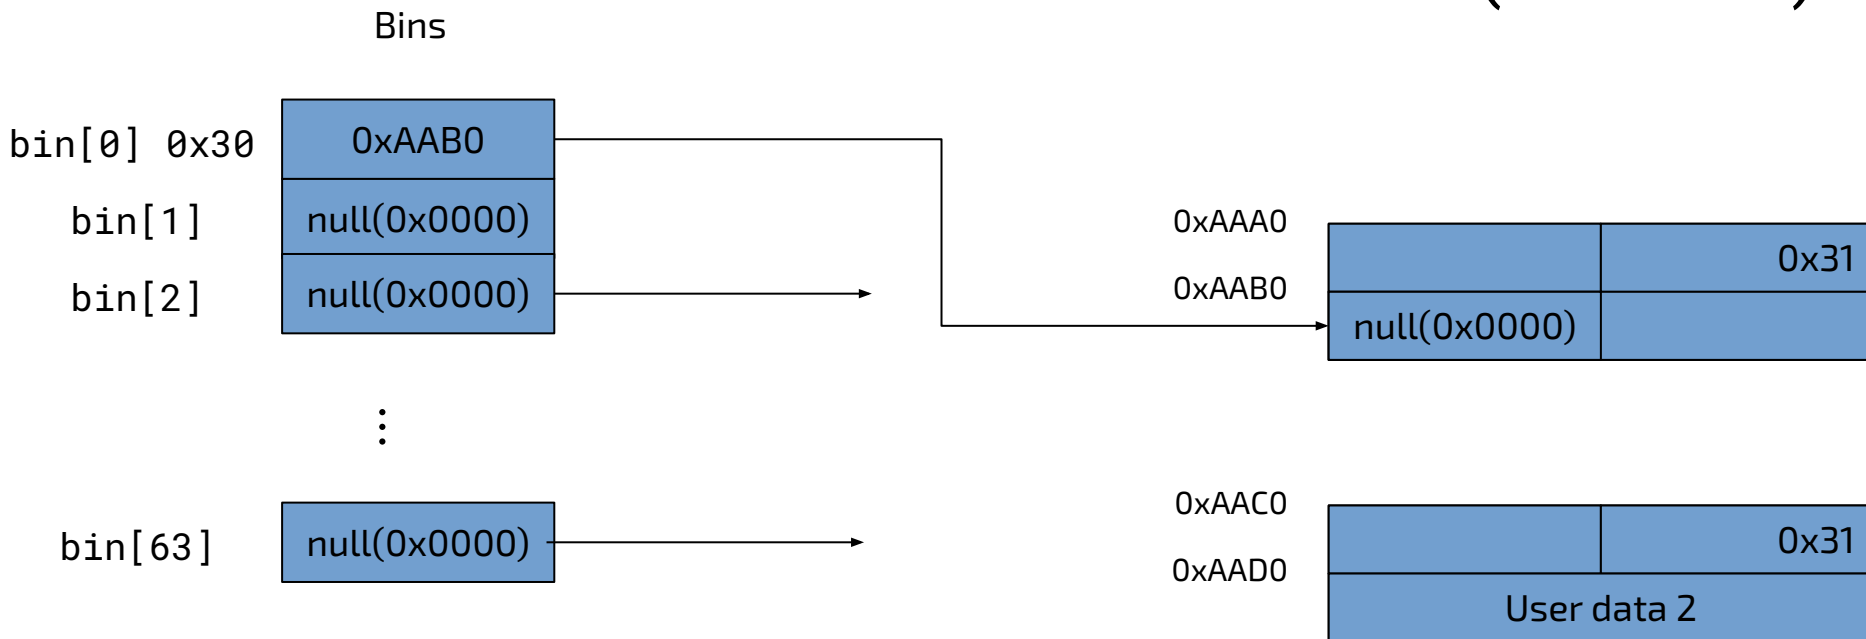 Bins
bin[0] 0x30
0xAAB0
bin[1]
null(0x0000)
0xAAA0
0x31
bin[2]
null(0x0000)
0xAAB0
null(0x0000)
bin[63]
null(0x0000)
0xAAC0
0x31
0xAAD0
User data 2